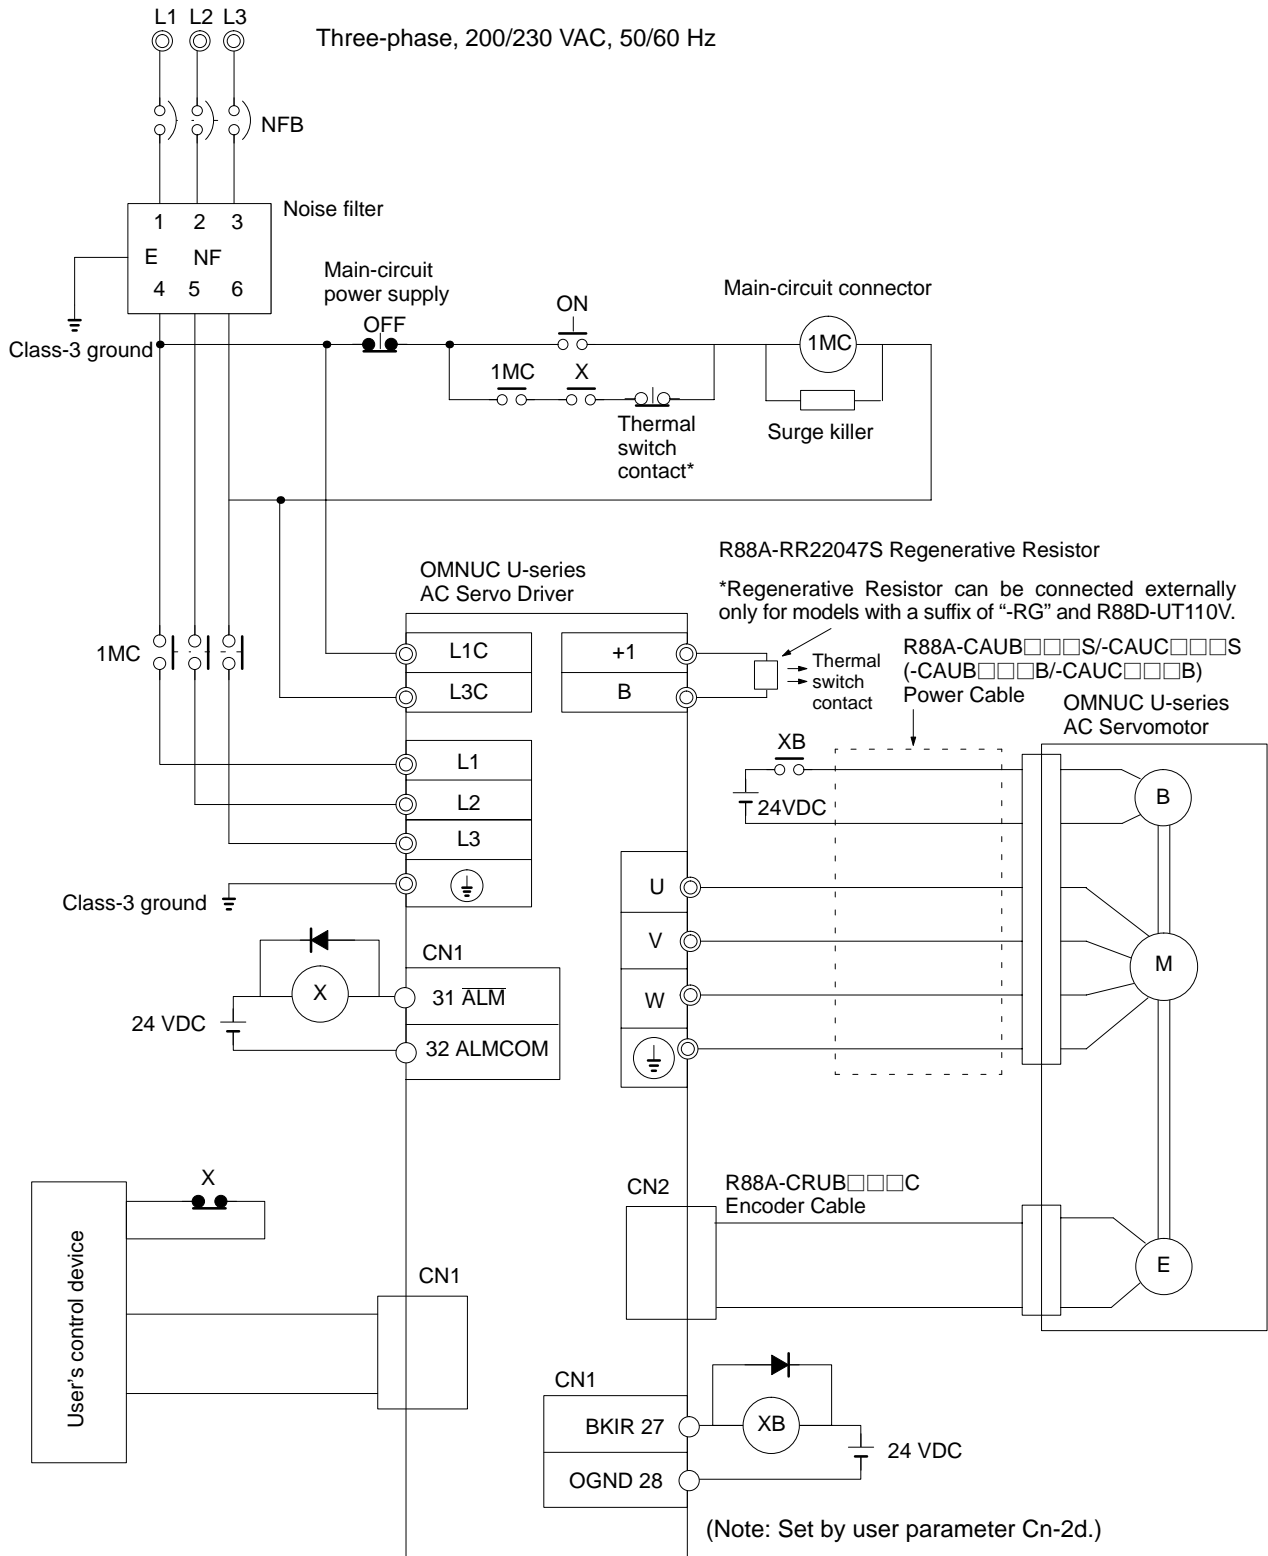 L1 L2 L3
Three-phase, 200/230 VAC, 50/60 Hz
NFB
Noise filter
1 2 3
E NF
4 5 6
Class-3 ground
Main-circuit
power supply
OFF
ON
Main-circuit connector
1MC
1MC X
Thermal
switch
contact*
Surge killer
R88A-RR22047S Regenerative Resistor
*Regenerative Resistor can be connected externally
only for models with a suffix of “-RG” and R88D-UT110V.
OMNUC U-series
AC Servo Driver
1MC
L1C
L3C
+1
B
Thermal
switch
contact
R88A-CAUB□□□S/-CAUC□□□S
(-CAUB□□□B/-CAUC□□□B)
Power Cable
OMNUC U-series
AC Servomotor
L1
L2
L3
XB
24VDC
B
Class-3 ground
U
V
W
M
CN1
X
31 ALM
24 VDC
32 ALMCOM
X
User's control device
CN1
CN2
R88A-CRUB□□□C
Encoder Cable
E
CN1
BKIR 27
XB
24 VDC
OGND 28
(Note: Set by user parameter Cn-2d.)